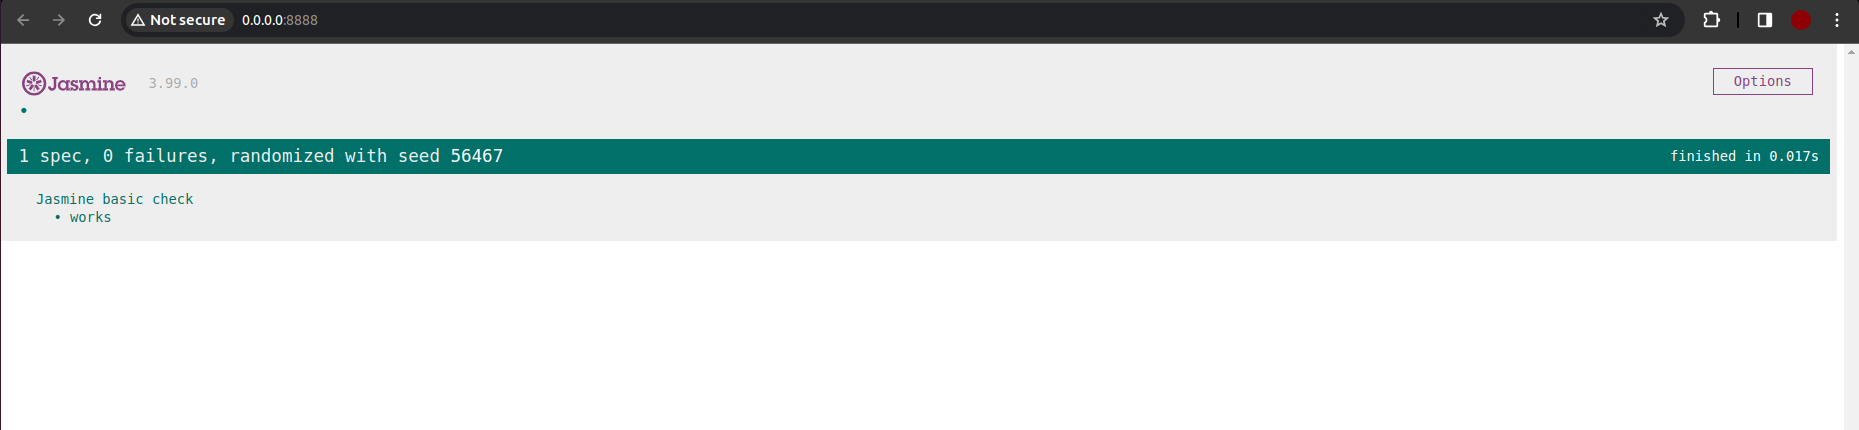 Not secure 0.0.0.0:8888
Jasmine 3.99.0 Options
•
1 spec, 0 failures, randomized with seed 56467 finished in 0.017s
Jasmine basic check
• works